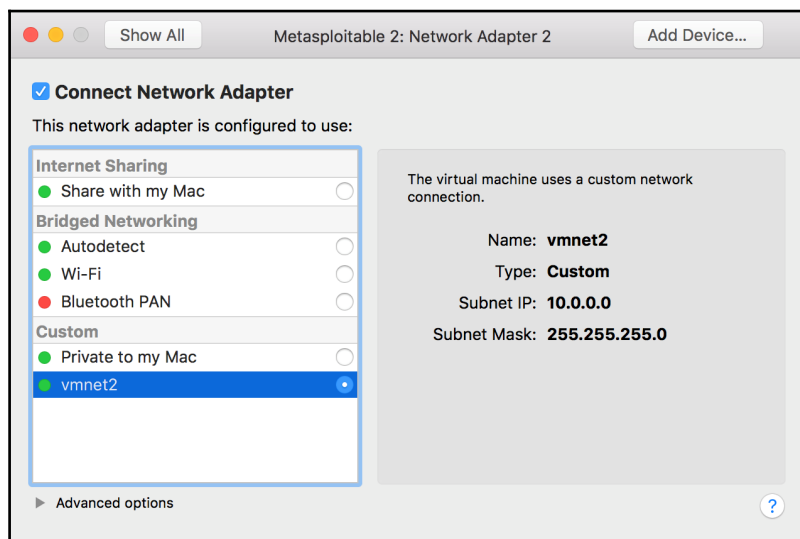 Show All
Metasploitable 2: Network Adapter 2
Add Device...
Connect Network Adapter
This network adapter is configured to use:
Internet Sharing
Share with my Mac
Bridged Networking
Autodetect
Wi-Fi
Bluetooth PAN
Custom
Private to my Mac
vmnet2
The virtual machine uses a custom network
connection.
Name: vmnet2
Type: Custom
Subnet IP: 10.0.0.0
Subnet Mask: 255.255.255.0
Advanced options
?